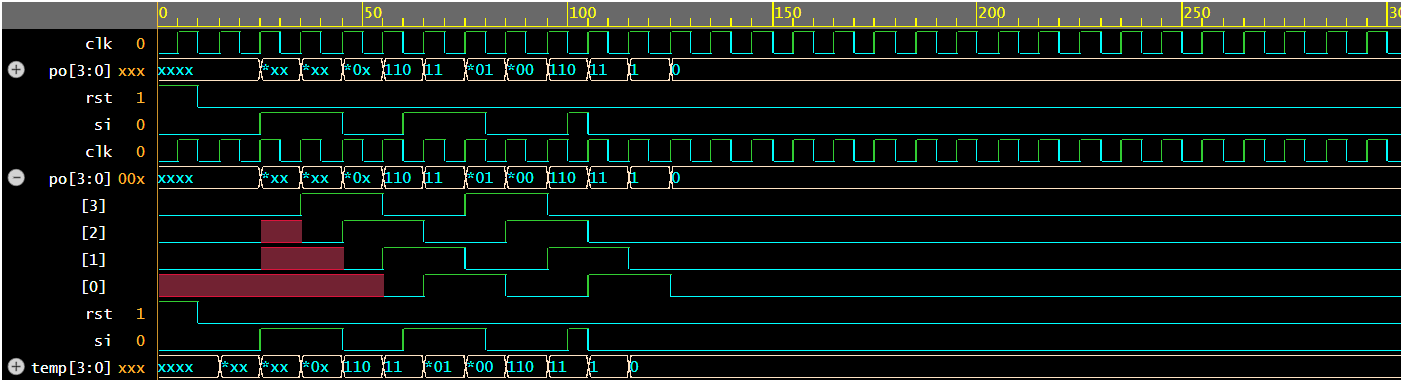 0 50 100 150 200 250 30
clk 0
po[3:0] xxx xxxx *xx *xx *0x 110 11 *01 *00 110 11 1 0
rst 1
si 0
clk 0
po[3:0] 00x xxxx *xx *xx *0x 110 11 *01 *00 110 11 1 0
[3]
[2]
[1]
[0]
rst 1
si 0
temp[3:0] xxx xxxx *xx *xx *0x 110 11 *01 *00 110 11 1 0